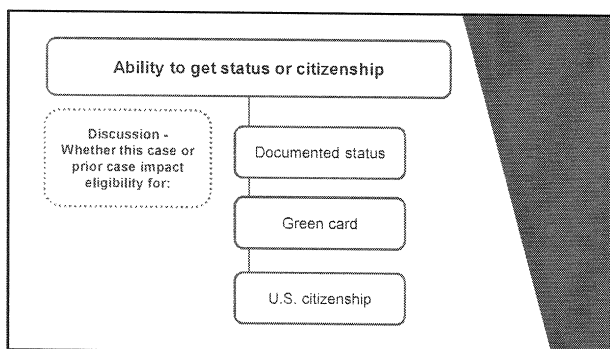 Ability to get status or citizenship
Discussion -
Whether this case or
prior case impact
eligibility for:
Documented status
Green card
U.S. citizenship